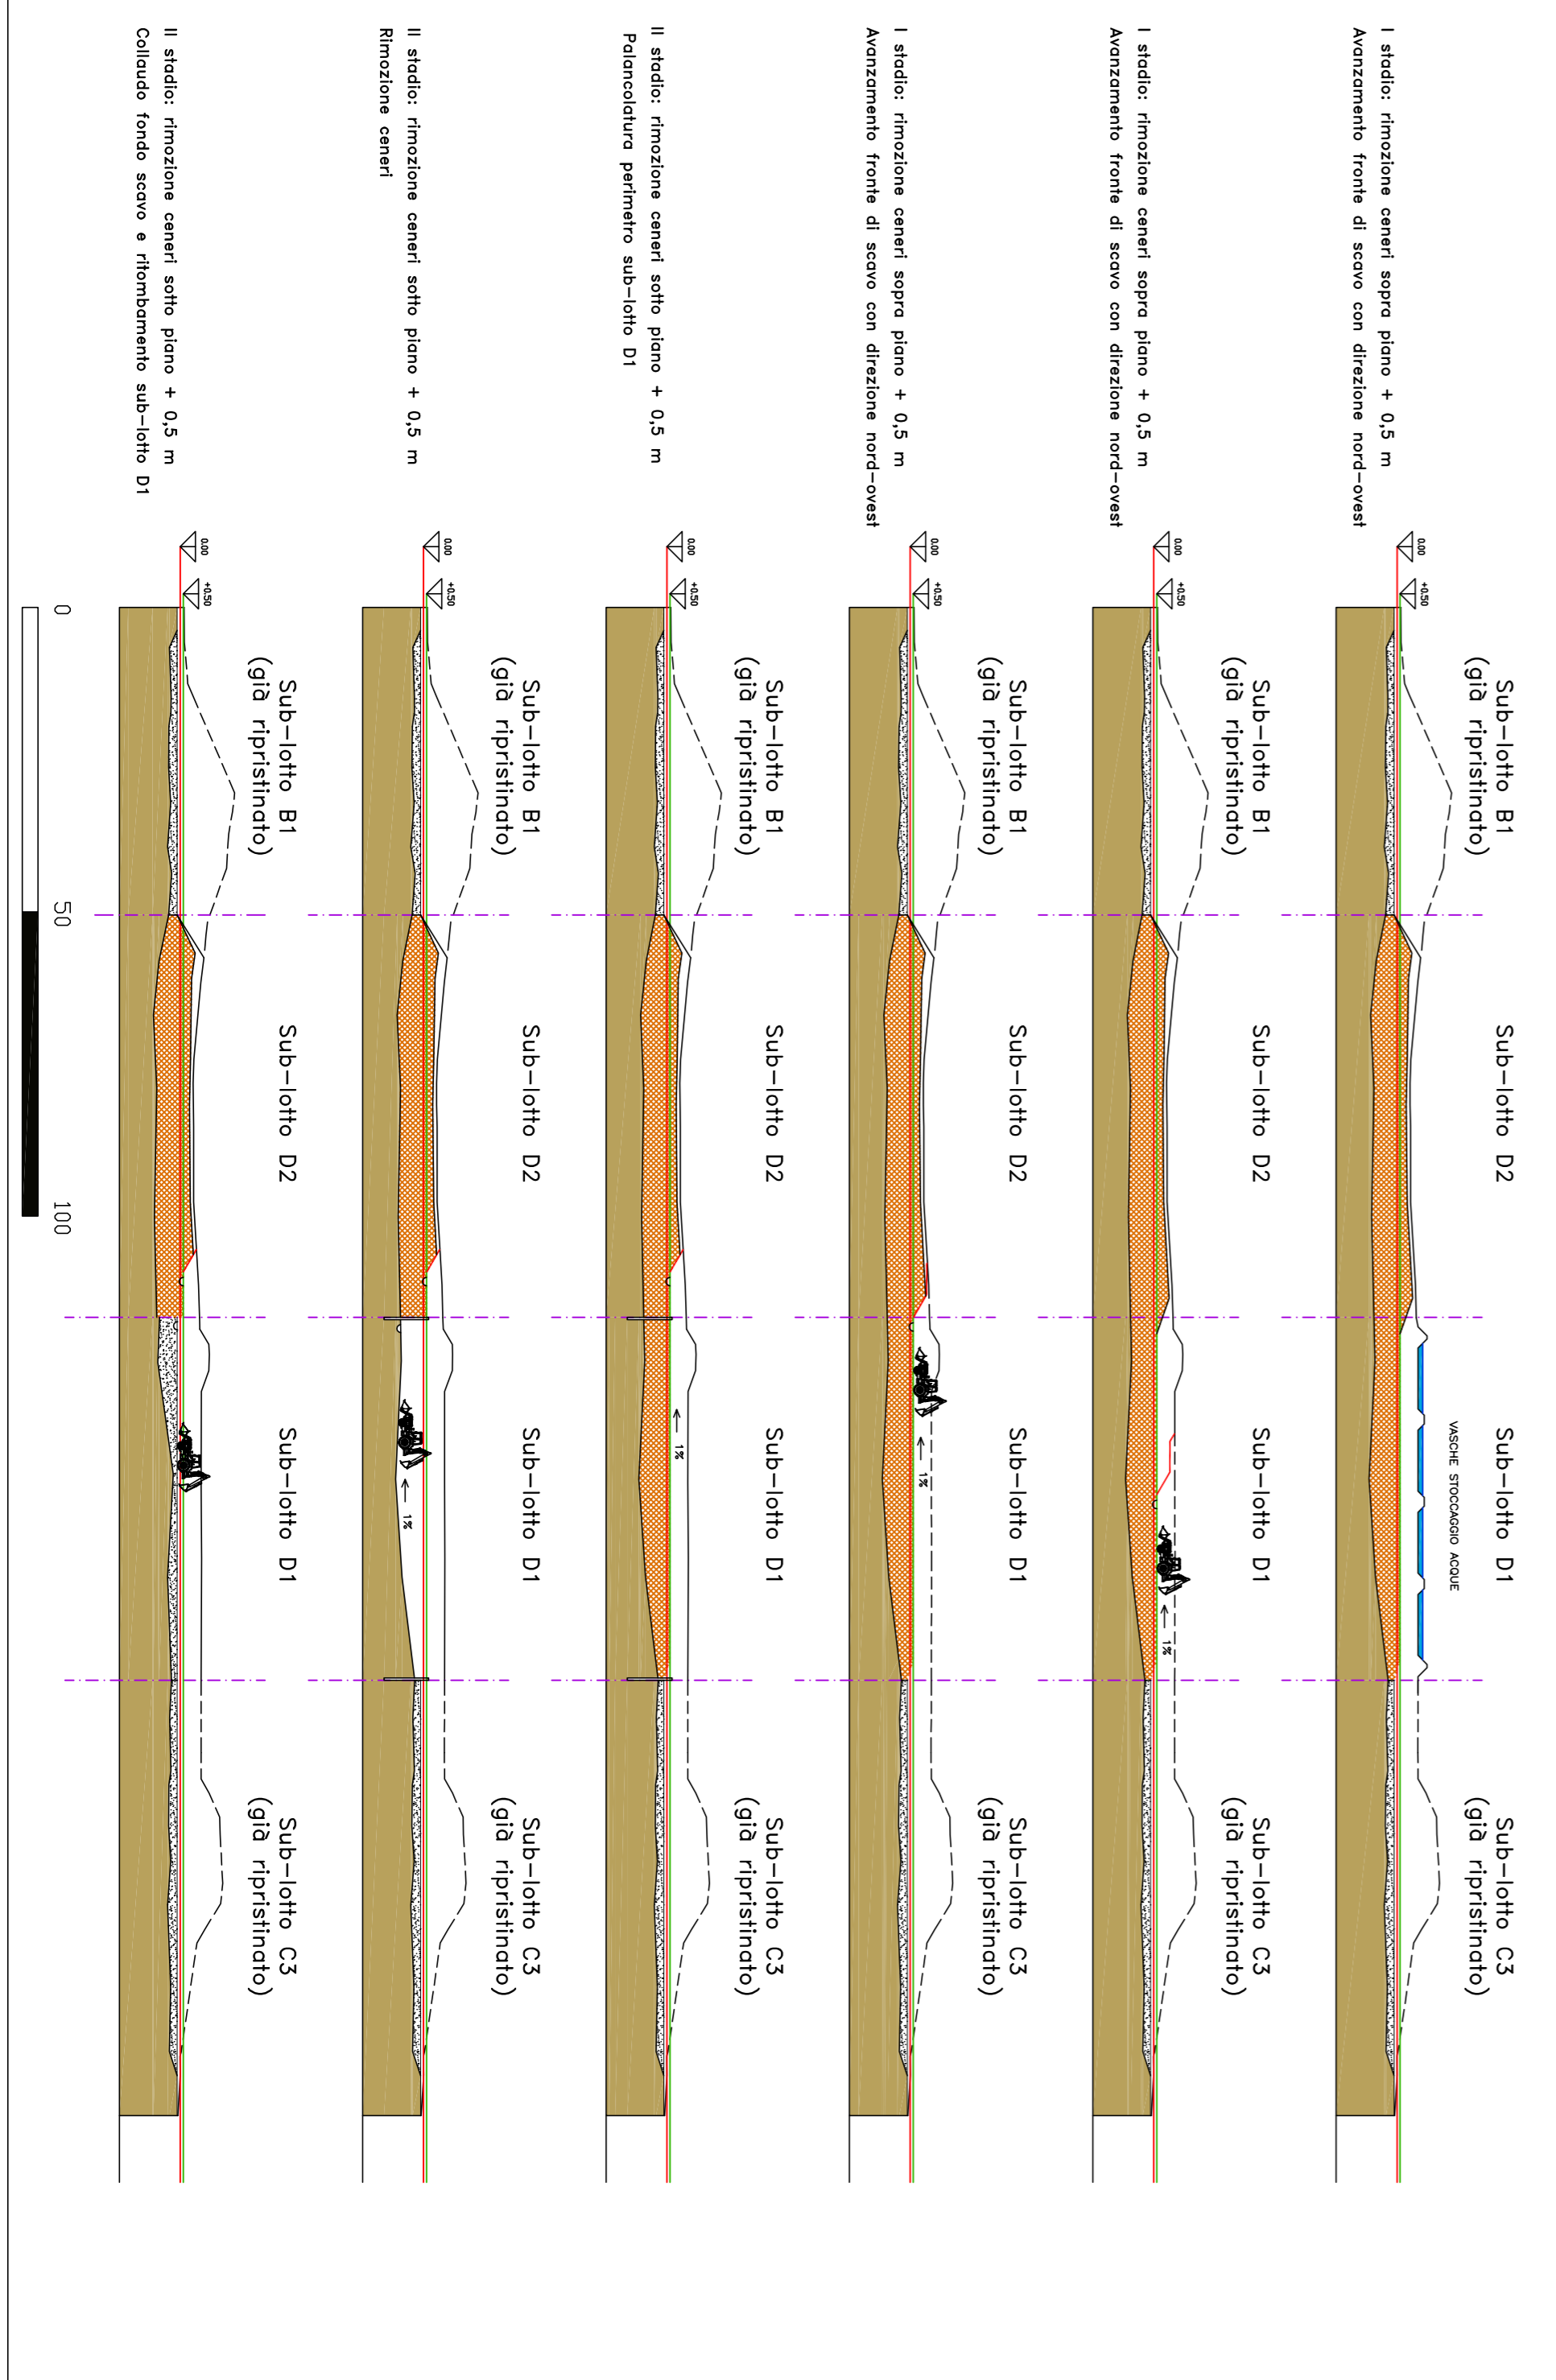 I stadio: rimozione ceneri sopra piano + 0,5 m
Avanzamento fronte di scavo con direzione nord-ovest
0.00
+0.50
Sub-lotto B1
(già ripristinato)
Sub-lotto D2
Sub-lotto D1
VASCHE STOCCAGGIO ACQUE
Sub-lotto C3
(già ripristinato)
I stadio: rimozione ceneri sopra piano + 0,5 m
Avanzamento fronte di scavo con direzione nord-ovest
0.00
+0.50
Sub-lotto B1
(già ripristinato)
Sub-lotto D2
Sub-lotto D1
1%
Sub-lotto C3
(già ripristinato)
I stadio: rimozione ceneri sopra piano + 0,5 m
Avanzamento fronte di scavo con direzione nord-ovest
0.00
+0.50
Sub-lotto B1
(già ripristinato)
Sub-lotto D2
Sub-lotto D1
1%
Sub-lotto C3
(già ripristinato)
II stadio: rimozione ceneri sotto piano + 0,5 m
Palancolatura perimetro sub-lotto D1
0.00
+0.50
Sub-lotto B1
(già ripristinato)
Sub-lotto D2
Sub-lotto D1
1%
Sub-lotto C3
(già ripristinato)
II stadio: rimozione ceneri sotto piano + 0,5 m
Rimozione ceneri
0.00
+0.50
Sub-lotto B1
(già ripristinato)
Sub-lotto D2
Sub-lotto D1
1%
Sub-lotto C3
(già ripristinato)
II stadio: rimozione ceneri sotto piano + 0,5 m
Collaudo fondo scavo e ritombamento sub-lotto D1
0.00
+0.50
Sub-lotto B1
(già ripristinato)
Sub-lotto D2
Sub-lotto D1
Sub-lotto C3
(già ripristinato)
0 50 100